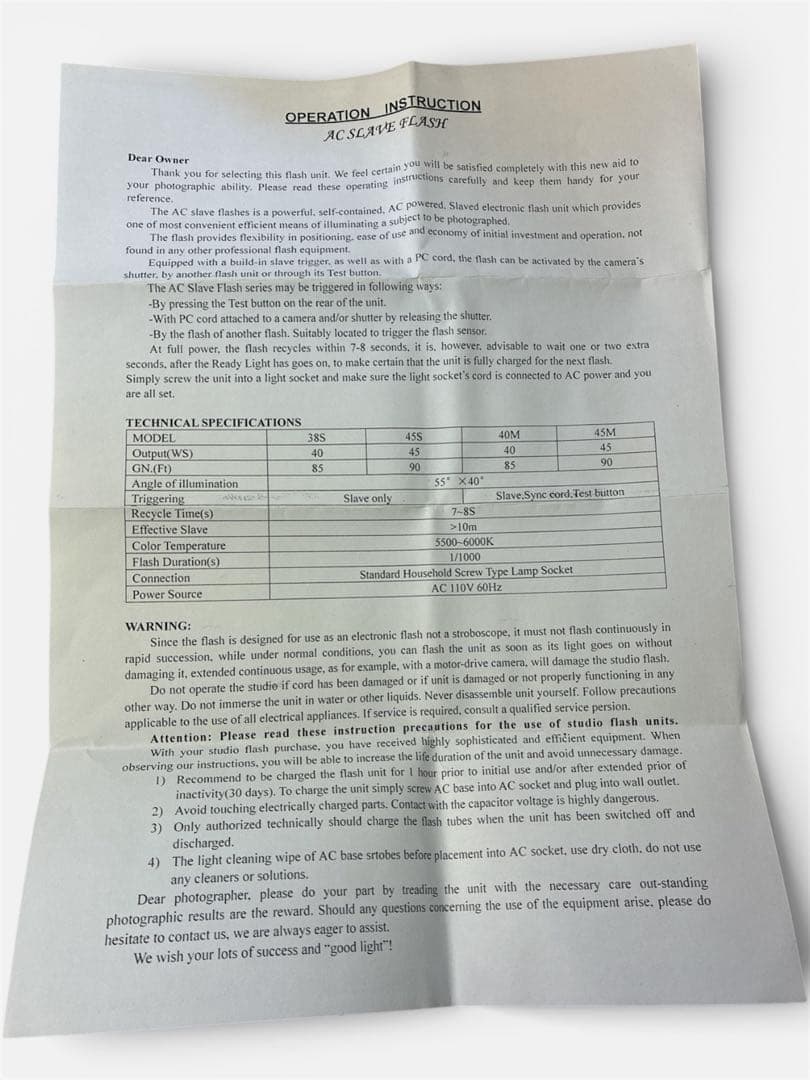 OPERATION INSTRUCTION
AC SLAVE FLASH
Dear Owner
Thank you for selecting this flash unit. We feel certain you will be satisfied completely with this new aid to
your photographic ability. Please read these operating instructions carefully and keep them handy for your
reference.
The AC slave flashes is a powerful, self-contained, AC powered, Slaved electronic flash unit which provides
one of most convenient efficient means of illuminating a subject to be photographed.
The flash provides flexibility in positioning, ease of use and economy of initial investment and operation, not
found in any other professional flash equipment.
Equipped with a build-in slave trigger, as well as with a PC cord, the flash can be activated by the camera's
shutter, by another flash unit or through its Test button.
The AC Slave Flash series may be triggered in following ways:
-By pressing the Test button on the rear of the unit.
-With PC cord attached to a camera and/or shutter by releasing the shutter.
-By the flash of another flash. Suitably located to trigger the flash sensor.
At full power, the flash recycles within 7-8 seconds, it is, however, advisable to wait one or two extra
seconds, after the Ready Light has goes on, to make certain that the unit is fully charged for the next flash.
Simply screw the unit into a light socket and make sure the light socket's cord is connected to AC power and you
are all set.
TECHNICAL SPECIFICATIONS
MODEL 38S 45S 40M 45M
Output(WS) 40 45 40 45
GN.(Ft) 85 90 85 90
Angle of illumination 55° ×40°
Triggering Slave only Slave,Sync cord,Test button
Recycle Time(s) 7~8S
Effective Slave >10m
Color Temperature 5500~6000K
Flash Duration(s) 1/1000
Connection Standard Household Screw Type Lamp Socket
Power Source AC 110V 60Hz
WARNING:
Since the flash is designed for use as an electronic flash not a stroboscope, it must not flash continuously in
rapid succession, while under normal conditions, you can flash the unit as soon as its light goes on without
damaging it, extended continuous usage, as for example, with a motor-drive camera, will damage the studio flash.
Do not operate the studio if cord has been damaged or if unit is damaged or not properly functioning in any
other way. Do not immerse the unit in water or other liquids. Never disassemble unit yourself. Follow precautions
applicable to the use of all electrical appliances. If service is required, consult a qualified service persion.
Attention: Please read these instruction precautions for the use of studio flash units.
With your studio flash purchase, you have received highly sophisticated and efficient equipment. When
observing our instructions, you will be able to increase the life duration of the unit and avoid unnecessary damage.
1) Recommend to be charged the flash unit for 1 hour prior to initial use and/or after extended prior of
inactivity(30 days). To charge the unit simply screw AC base into AC socket and plug into wall outlet.
2) Avoid touching electrically charged parts. Contact with the capacitor voltage is highly dangerous.
3) Only authorized technically should charge the flash tubes when the unit has been switched off and
discharged.
4) The light cleaning wipe of AC base srtobes before placement into AC socket, use dry cloth, do not use
any cleaners or solutions.
Dear photographer, please do your part by treading the unit with the necessary care out-standing
photographic results are the reward. Should any questions concerning the use of the equipment arise, please do
hesitate to contact us, we are always eager to assist.
We wish your lots of success and "good light"!